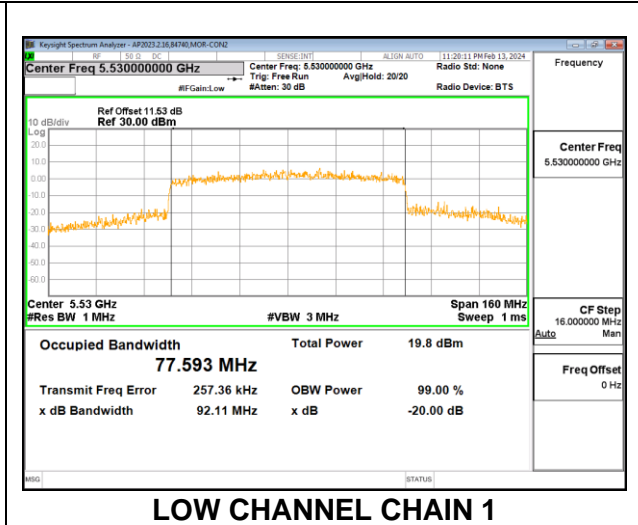 Keysight Spectrum Analyzer - AP2023.2.16,84740,MOR-CON2
RF 50 Ω DC SENSE:INT ALIGN AUTO 11:20:11 PM Feb 13, 2024
Center Freq 5.530000000 GHz
Center Freq: 5.530000000 GHz Radio Std: None
Trig: Free Run Avg|Hold: 20/20
#IFGain:Low #Atten: 30 dB Radio Device: BTS
Frequency
Ref Offset 11.53 dB
10 dB/div Ref 30.00 dBm
Log
20.0
10.0
0.00
-10.0
-20.0
-30.0
-40.0
-50.0
-60.0
Center Freq
5.530000000 GHz
Center 5.53 GHz Span 160 MHz
#Res BW 1 MHz #VBW 3 MHz Sweep 1 ms
CF Step
16.000000 MHz
Auto Man
Occupied Bandwidth Total Power 19.8 dBm
77.593 MHz
Transmit Freq Error 257.36 kHz OBW Power 99.00 %
x dB Bandwidth 92.11 MHz x dB -20.00 dB
Freq Offset
0 Hz
MSG STATUS
LOW CHANNEL CHAIN 1